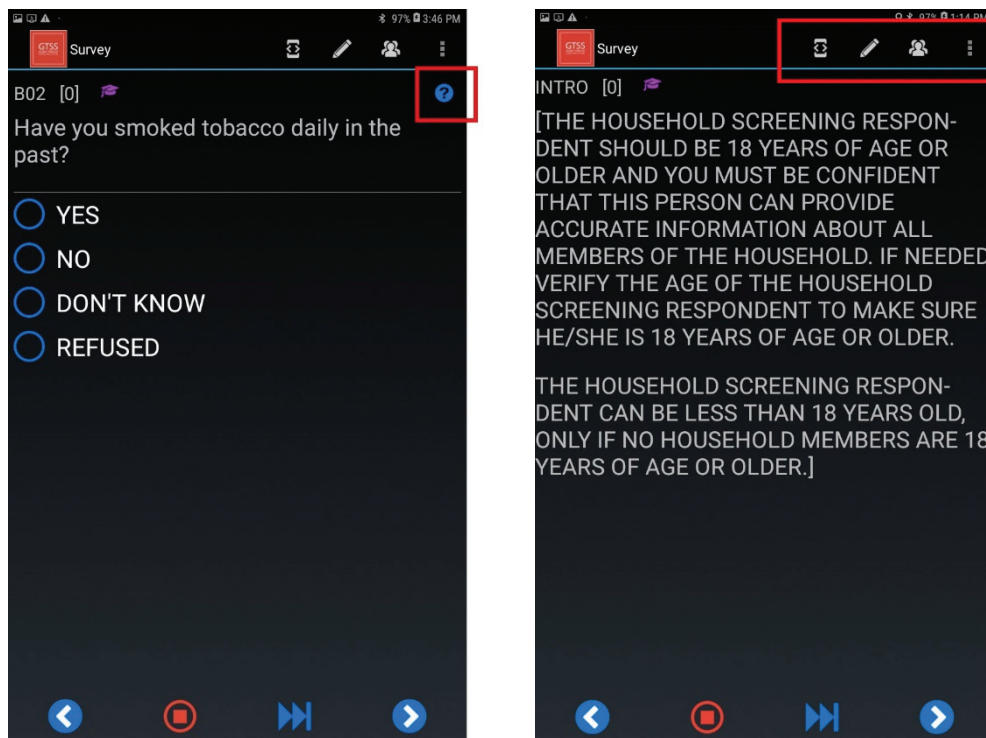 97% 3:46 PM
GTSS
Survey
B02 [0]
?
Have you smoked tobacco daily in the
past?
YES
NO
DON'T KNOW
REFUSED
97% 1:14 PM
GTSS
Survey
INTRO [0]
[THE HOUSEHOLD SCREENING RESPON-
DENT SHOULD BE 18 YEARS OF AGE OR
OLDER AND YOU MUST BE CONFIDENT
THAT THIS PERSON CAN PROVIDE
ACCURATE INFORMATION ABOUT ALL
MEMBERS OF THE HOUSEHOLD. IF NEEDED
VERIFY THE AGE OF THE HOUSEHOLD
SCREENING RESPONDENT TO MAKE SURE
HE/SHE IS 18 YEARS OF AGE OR OLDER.
THE HOUSEHOLD SCREENING RESPON-
DENT CAN BE LESS THAN 18 YEARS OLD,
ONLY IF NO HOUSEHOLD MEMBERS ARE 18
YEARS OF AGE OR OLDER.]